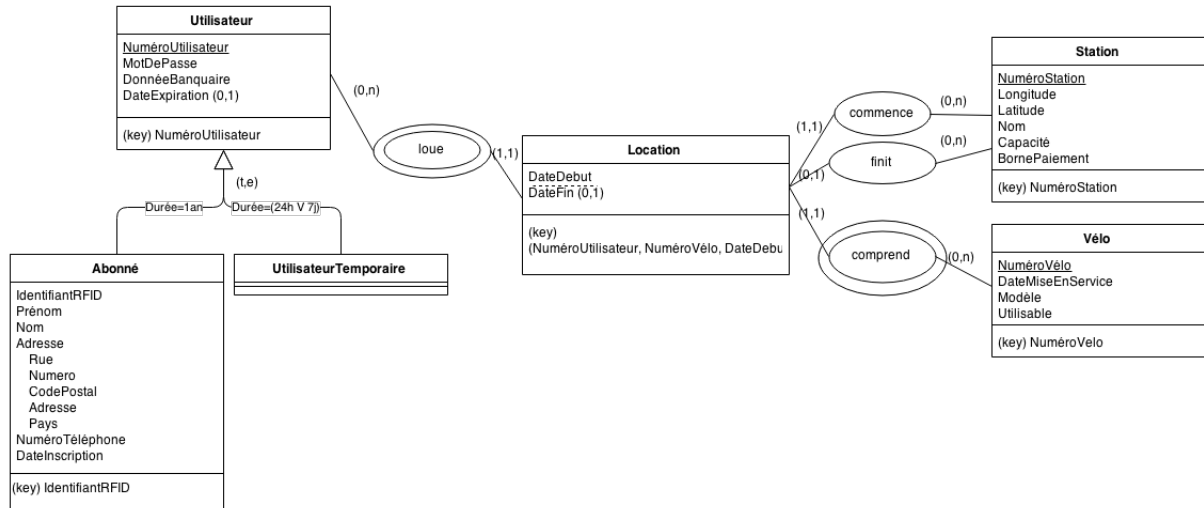 Utilisateur
NuméroUtilisateur
MotDePasse
DonnéeBanquaire
DateExpiration (0,1)
(key) NuméroUtilisateur
(t,e)
Durée=1an
Durée=(24h V 7j)
Abonné
IdentifiantRFID
Prénom
Nom
Adresse
Rue
Numero
CodePostal
Adresse
Pays
NuméroTéléphone
DateInscription
(key) IdentifiantRFID
UtilisateurTemporaire
(0,n)
loue
(1,1)
Location
DateDebut
DateFin (0,1)
(key)
(NuméroUtilisateur, NuméroVélo, DateDebu
(1,1)
commence
(0,n)
(0,1)
finit
(0,n)
(1,1)
comprend
(0,n)
Station
NuméroStation
Longitude
Latitude
Nom
Capacité
BornePaiement
(key) NuméroStation
Vélo
NuméroVélo
DateMiseEnService
Modèle
Utilisable
(key) NuméroVelo